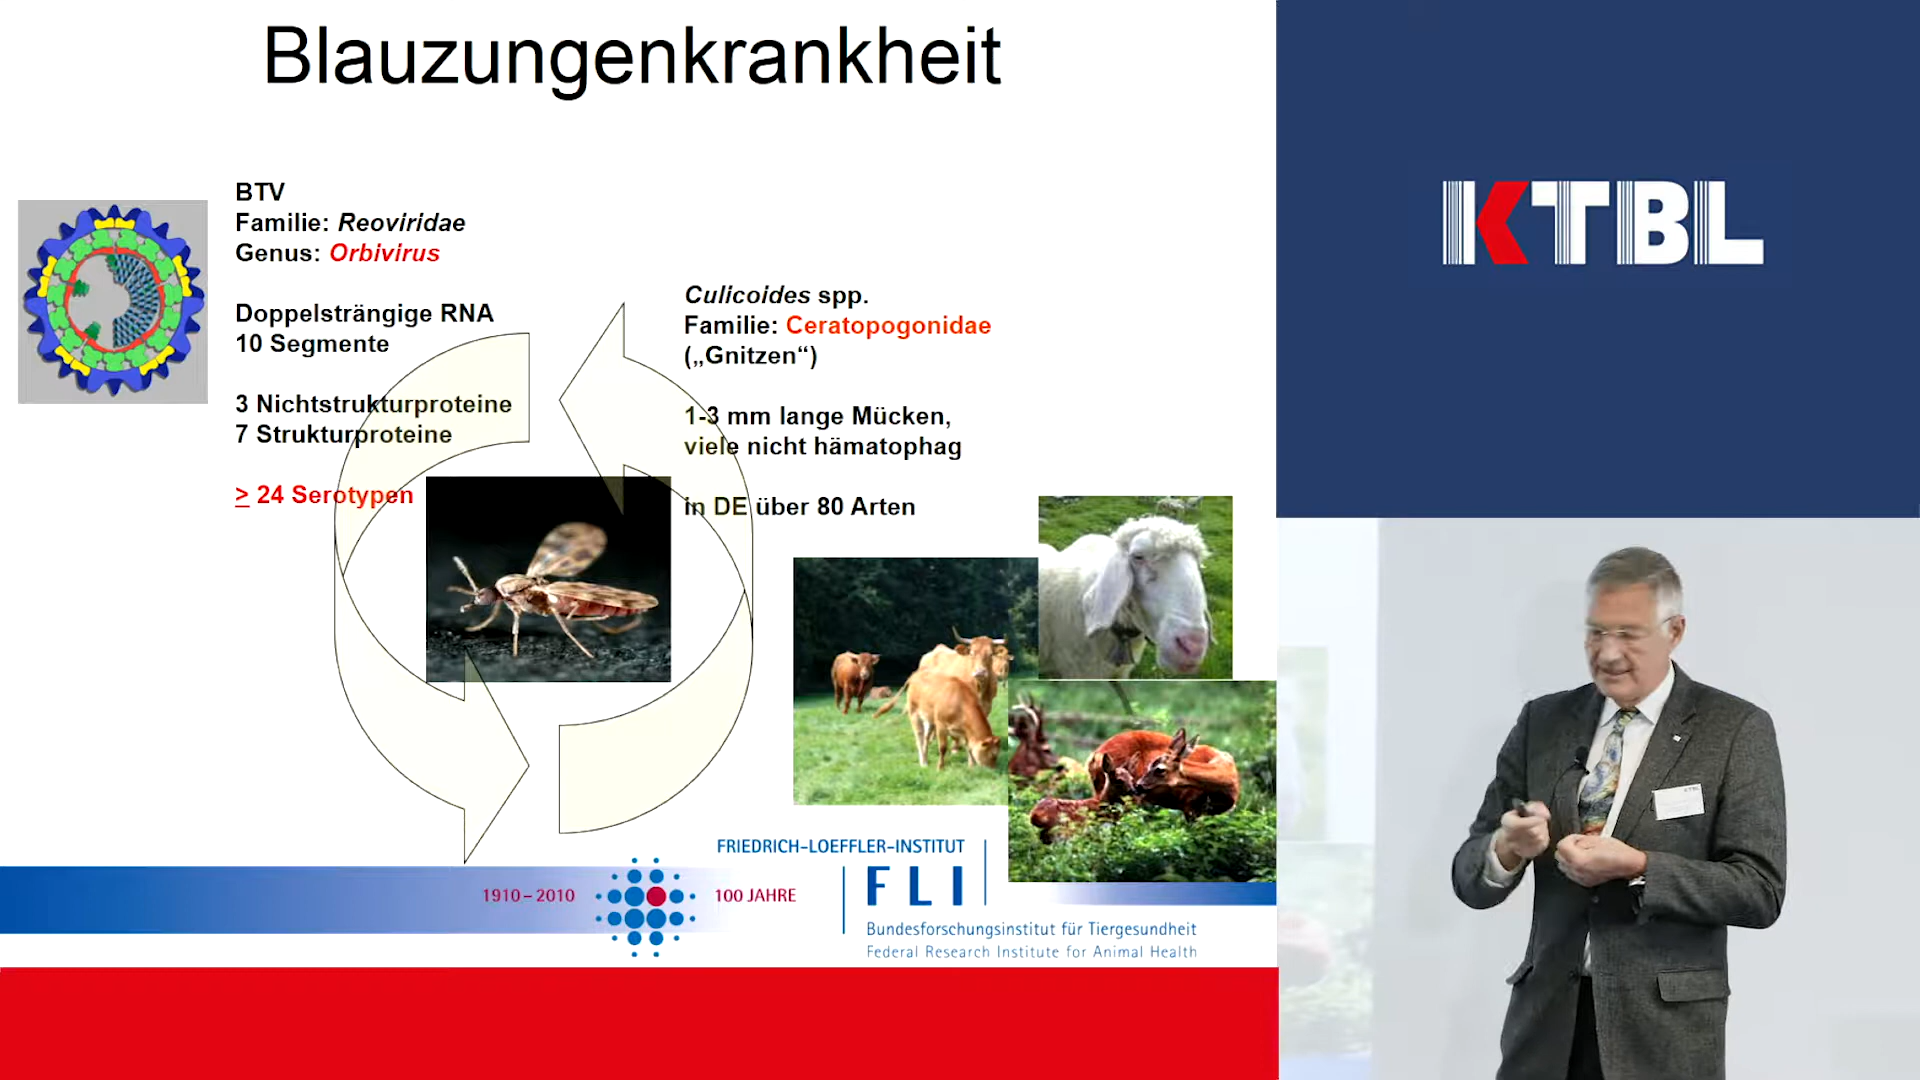 Blauzungenkrankheit
BTV
Familie: Reoviridae
Genus: Orbivirus
Doppelsträngige RNA
10 Segmente
3 Nichtstrukturproteine
7 Strukturproteine
≥ 24 Serotypen
Culicoides spp.
Familie: Ceratopogonidae
(„Gnitzen“)
1-3 mm lange Mücken,
viele nicht hämatophag
in DE über 80 Arten
FRIEDRICH-LOEFFLER-INSTITUT
1910 – 2010
100 JAHRE
FLI
Bundesforschungsinstitut für Tiergesundheit
Federal Research Institute for Animal Health
KTBL
KTBL